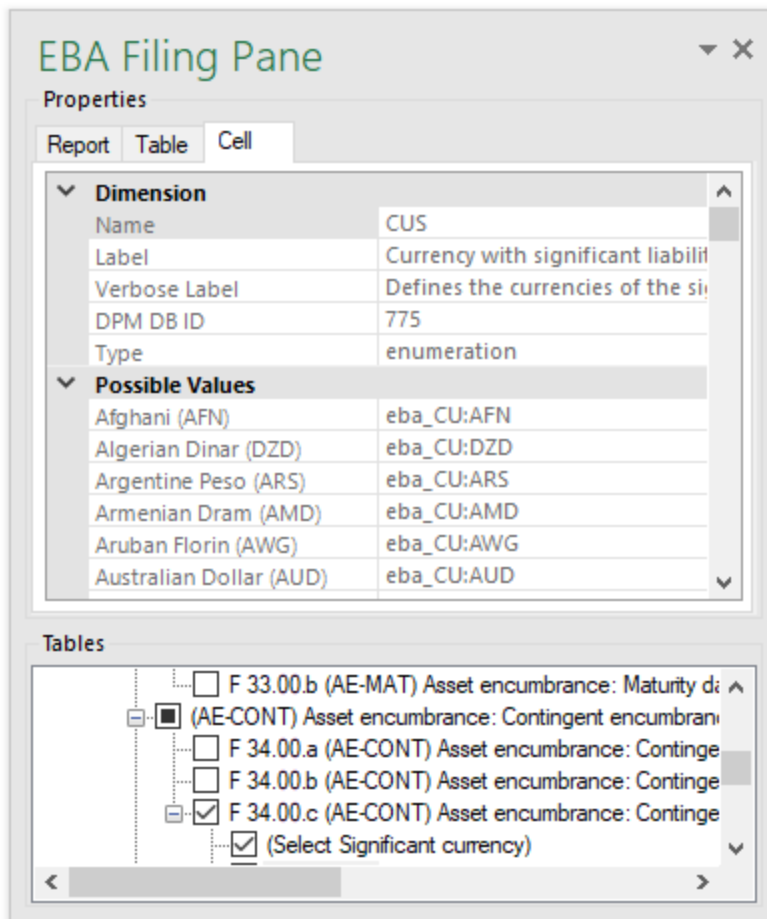 EBA Filing Pane
Properties
Report Table Cell
Dimension
Name CUS
Label Currency with significant
Verbose Label Defines the currencies of the
DPM DB ID 775
Type enumeration
Possible Values
Afghani (AFN) eba_CU:AFN
Algerian Dinar (DZD) eba_CU:DZD
Argentine Peso (ARS) eba_CU:ARS
Armenian Dram (AMD) eba_CU:AMD
Aruban Florin (AWG) eba_CU:AWG
Australian Dollar (AUD) eba_CU:AUD
Tables
F 33.00.b (AE-MAT) Asset encumbrance: Maturity
(AE-CONT) Asset encumbrance: Contingent
F 34.00.a (AE-CONT) Asset encumbrance: Continge
F 34.00.b (AE-CONT) Asset encumbrance: Continge
F 34.00.c (AE-CONT) Asset encumbrance: Continge
(Select Significant currency)